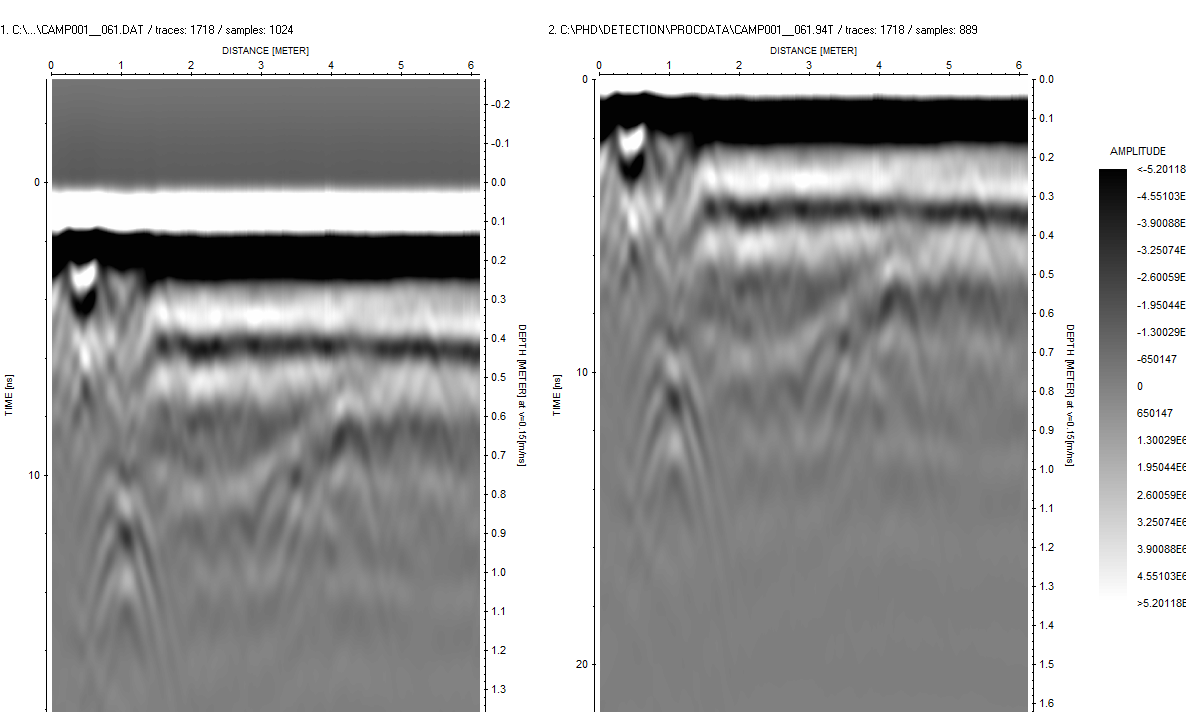 1. C:\...\CAMP001__061.DAT / traces: 1718 / samples: 1024
DISTANCE [METER]
0 1 2 3 4 5 6
TIME [ns]
0
10
-0.2
-0.1
0.0
0.1
0.2
0.3
0.4
0.5
0.6
0.7
0.8
0.9
1.0
1.1
1.2
1.3
DEPTH [METER] at v=0.15[m/ns]
2. C:\PHD\DETECTION\PROCDATA\CAMP001__061.94T / traces: 1718 / samples: 889
DISTANCE [METER]
0 1 2 3 4 5 6
TIME [ns]
0
10
20
0.0
0.1
0.2
0.3
0.4
0.5
0.6
0.7
0.8
0.9
1.0
1.1
1.2
1.3
1.4
1.5
1.6
DEPTH [METER] at v=0.15[m/ns]
AMPLITUDE
<-5.20118
-4.55103E
-3.90088E
-3.25074E
-2.60059E
-1.95044E
-1.30029E
-650147
0
650147
1.30029E6
1.95044E6
2.60059E6
3.25074E6
3.90088E6
4.55103E6
>5.20118E